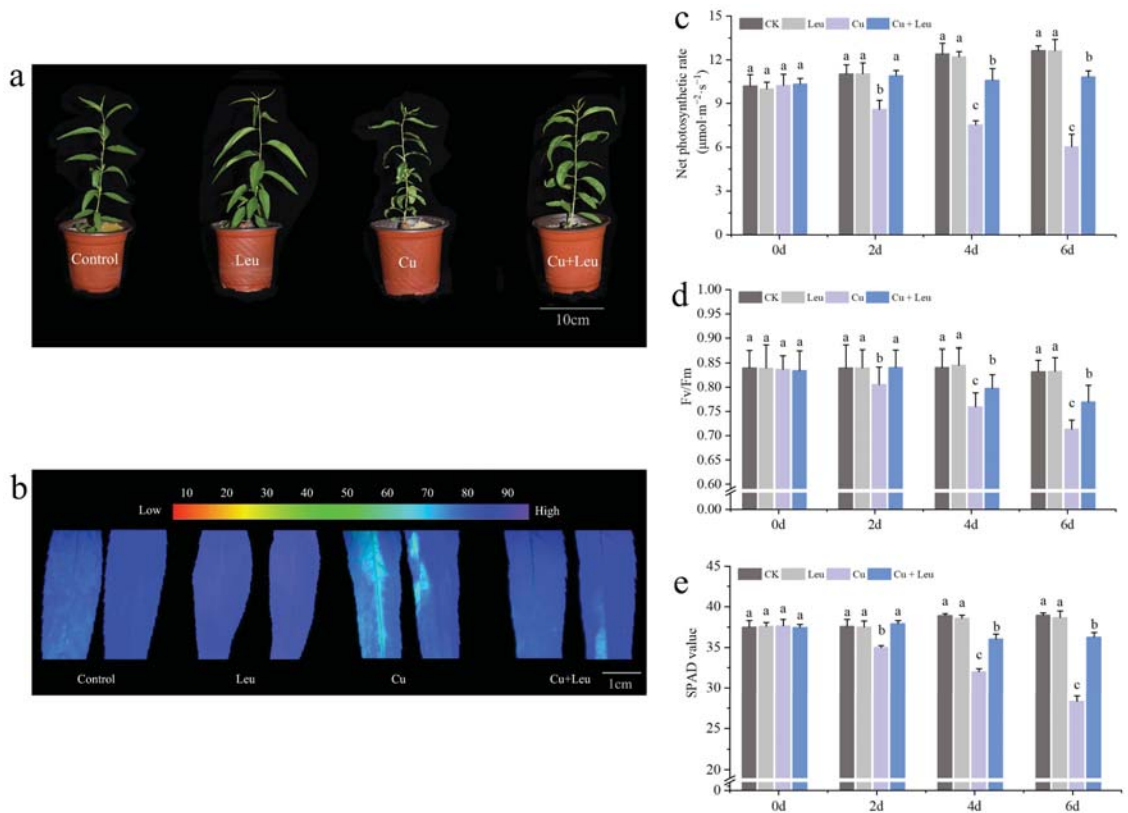 a
Control
Leu
Cu
Cu+Leu
10cm
b
10 20 30 40 50 60 70 80 90
Low
High
Control
Leu
Cu
Cu+Leu
1cm
c
CK Leu Cu Cu + Leu
Net photosynthetic rate
(μmol·m⁻²·s⁻¹)
15
12
9
6
3
0
a a a a
a a b a
a a c b
a a c b
0d 2d 4d 6d
d
CK Leu Cu Cu + Leu
Fv/Fm
1.00
0.95
0.90
0.85
0.80
0.75
0.70
0.65
0.60
0.00
a a a a
a a b a
a a c b
a a c b
0d 2d 4d 6d
e
CK Leu Cu Cu + Leu
SPAD value
45
40
35
30
25
20
0
a a a a
a a b a
a a c b
a a c b
0d 2d 4d 6d